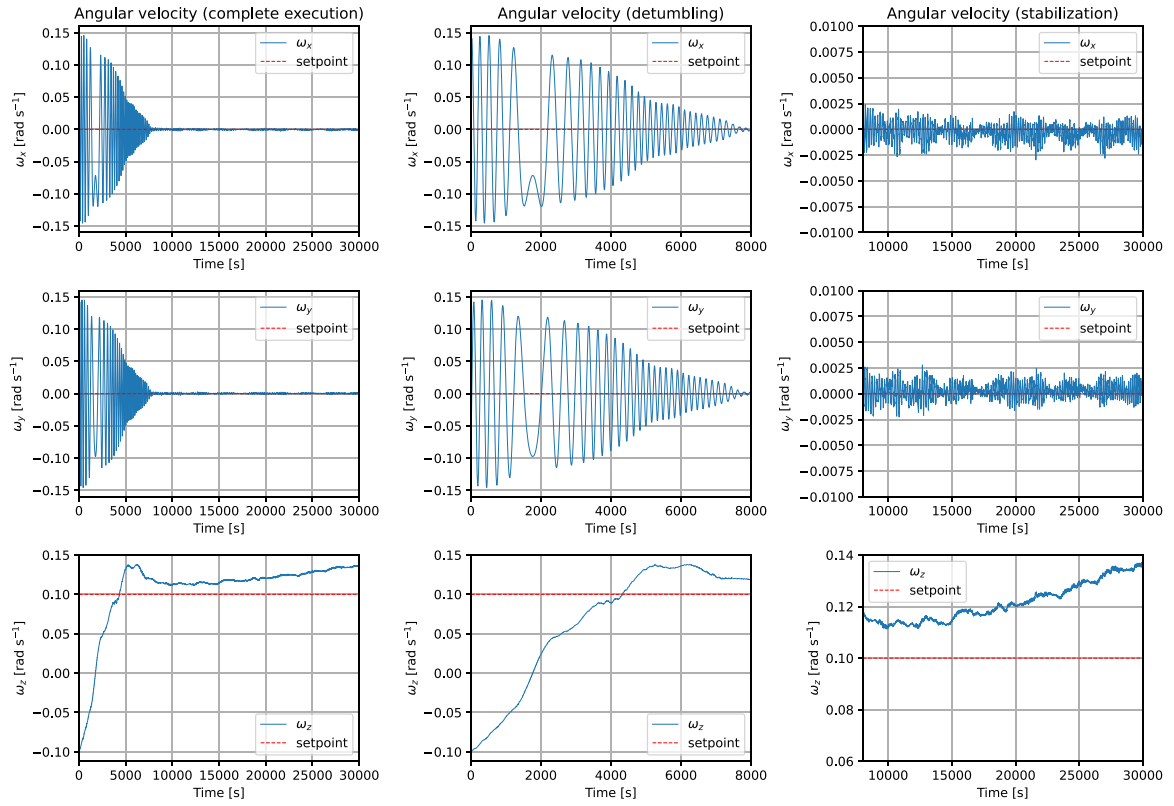 Angular velocity (complete execution)
0.15
0.10
0.05
0.00
−0.05
−0.10
−0.15
ωx [rad s−1]
ωx
setpoint
0 5000 10000 15000 20000 25000 30000
Time [s]
Angular velocity (detumbling)
0.15
0.10
0.05
0.00
−0.05
−0.10
−0.15
ωx [rad s−1]
ωx
setpoint
0 2000 4000 6000 8000
Time [s]
Angular velocity (stabilization)
0.0100
0.0075
0.0050
0.0025
0.0000
−0.0025
−0.0050
−0.0075
−0.0100
ωx [rad s−1]
ωx
setpoint
10000 15000 20000 25000 30000
Time [s]
0.15
0.10
0.05
0.00
−0.05
−0.10
−0.15
ωy [rad s−1]
ωy
setpoint
0 5000 10000 15000 20000 25000 30000
Time [s]
0.15
0.10
0.05
0.00
−0.05
−0.10
−0.15
ωy [rad s−1]
ωy
setpoint
0 2000 4000 6000 8000
Time [s]
0.0100
0.0075
0.0050
0.0025
0.0000
−0.0025
−0.0050
−0.0075
−0.0100
ωy [rad s−1]
ωy
setpoint
10000 15000 20000 25000 30000
Time [s]
0.15
0.10
0.05
0.00
−0.05
−0.10
ωz [rad s−1]
ωz
setpoint
0 5000 10000 15000 20000 25000 30000
Time [s]
0.15
0.10
0.05
0.00
−0.05
−0.10
ωz [rad s−1]
ωz
setpoint
0 2000 4000 6000 8000
Time [s]
0.14
0.12
0.10
0.08
0.06
ωz [rad s−1]
ωz
setpoint
10000 15000 20000 25000 30000
Time [s]